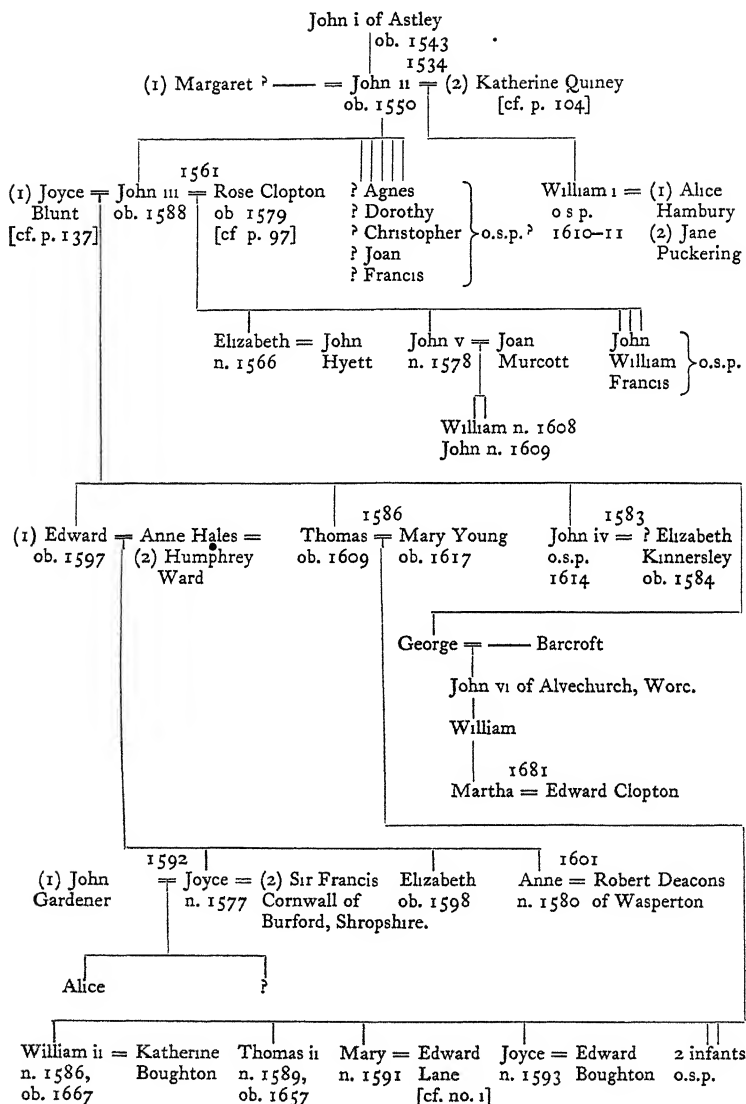 John i of Astley
ob. 1543
1534
(1) Margaret ? —— = John ii = (2) Katherine Quiney
ob. 1550 [cf. p. 104]
1561
(1) Joyce = John iii = Rose Clopton ? Agnes William i = (1) Alice
Blunt ob. 1588 ob 1579 ? Dorothy o s p. Hambury
[cf. p. 137] [cf p. 97] ? Christopher o.s.p. ? 1610–11 (2) Jane
? Joan Puckering
? Francis
Elizabeth = John John v = Joan John
n. 1566 Hyett n. 1578 Murcott William o.s.p.
Francis
William n. 1608
John n. 1609
1586 1583
(1) Edward = Anne Hales = Thomas = Mary Young John iv = ? Elizabeth
ob. 1597 (2) Humphrey ob. 1609 ob. 1617 o.s.p. Kinnersley
Ward 1614 ob. 1584
George = —— Barcroft
John vi of Alvechurch, Worc.
William
1681
Martha = Edward Clopton
1592 1601
(1) John = Joyce = (2) Sir Francis Elizabeth Anne = Robert Deacons
Gardener n. 1577 Cornwall of ob. 1598 n. 1580 of Wasperton
Burford, Shropshire.
Alice ?
William ii = Katherine Thomas ii Mary = Edward Joyce = Edward 2 infants
n. 1586, Boughton n. 1589, n. 1591 Lane n. 1593 Boughton o.s.p.
ob. 1667 ob. 1657 [cf. no. 1]